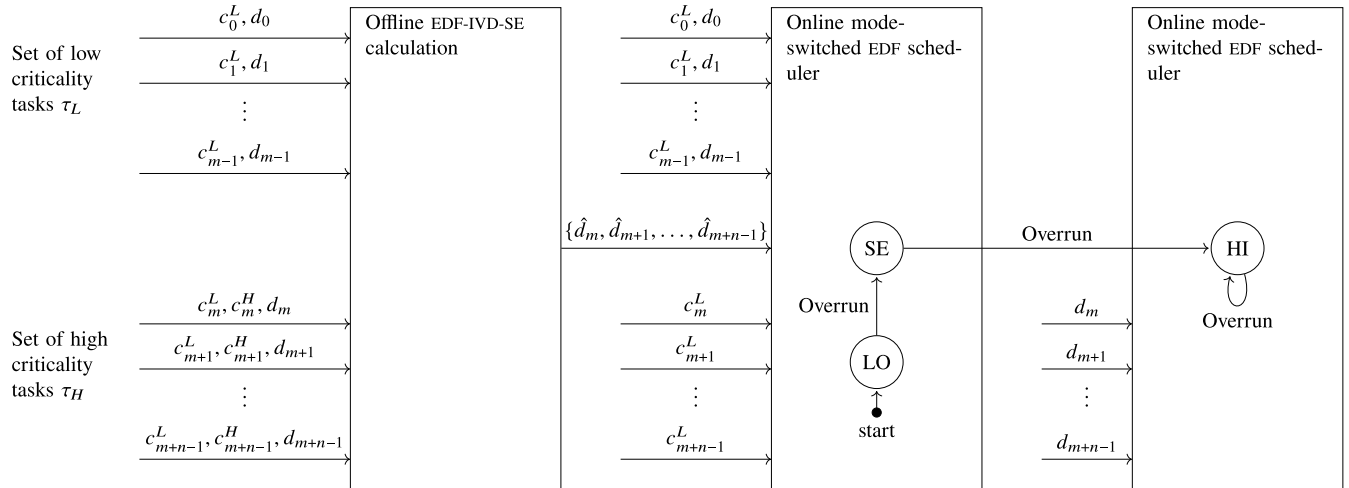 Set of low
criticality
tasks τ_L
c_0^L, d_0
c_1^L, d_1
⋮
c_{m−1}^L, d_{m−1}
Set of high
criticality
tasks τ_H
c_m^L, c_m^H, d_m
c_{m+1}^L, c_{m+1}^H, d_{m+1}
⋮
c_{m+n−1}^L, c_{m+n−1}^H, d_{m+n−1}
Offline EDF-IVD-SE
calculation
{d̂_m, d̂_{m+1}, . . . , d̂_{m+n−1}}
c_0^L, d_0
c_1^L, d_1
⋮
c_{m−1}^L, d_{m−1}
c_m^L
c_{m+1}^L
⋮
c_{m+n−1}^L
Online mode-
switched EDF sched-
uler
SE
Overrun
LO
start
Overrun
d_m
d_{m+1}
⋮
d_{m+n−1}
Online mode-
switched EDF sched-
uler
HI
Overrun